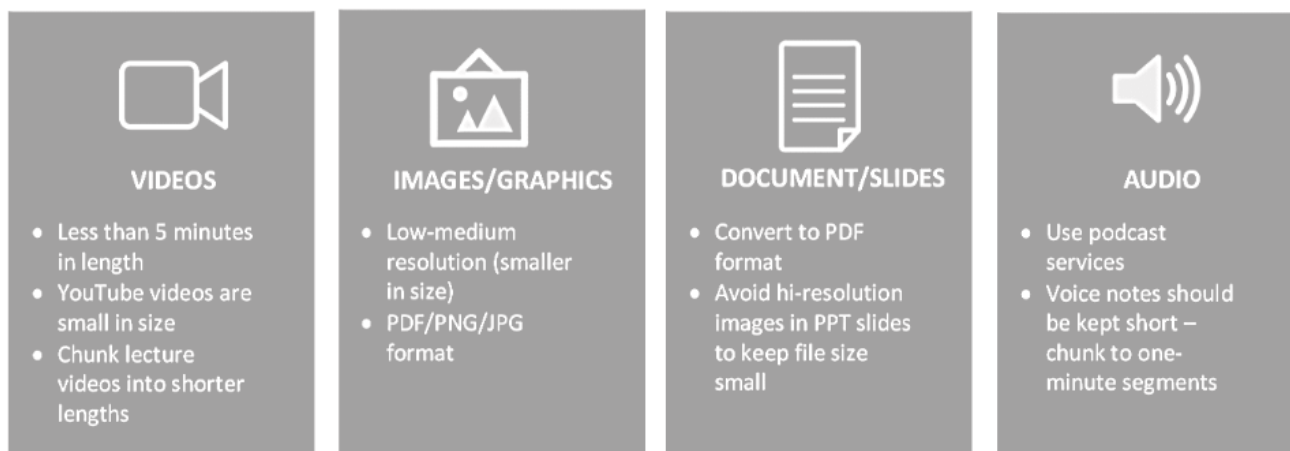 VIDEOS
• Less than 5 minutes
in length
• YouTube videos are
small in size
• Chunk lecture
videos into shorter
lengths
IMAGES/GRAPHICS
• Low-medium
resolution (smaller
in size)
• PDF/PNG/JPG
format
DOCUMENT/SLIDES
• Convert to PDF
format
• Avoid hi-resolution
images in PPT slides
to keep file size
small
AUDIO
• Use podcast
services
• Voice notes should
be kept short –
chunk to one-
minute segments